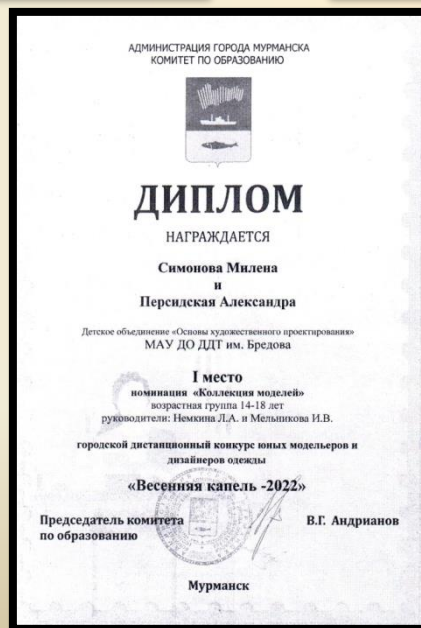 АДМИНИСТРАЦИЯ ГОРОДА МУРМАНСКА
КОМИТЕТ ПО ОБРАЗОВАНИЮ
ДИПЛОМ
НАГРАЖДАЕТСЯ
Симонова Милена
и
Персидская Александра
Детское объединение «Основы художественного проектирования»
МАУ ДО ДДТ им. Бредова
I место
номинация «Коллекция моделей»
возрастная группа 14-18 лет
руководители: Немкина Л.А. и Мельникова И.В.
городской дистанционный конкурс юных модельеров и
дизайнеров одежды
«Весенняя капель -2022»
Председатель комитета
по образованию
В.Г. Андрианов
Мурманск